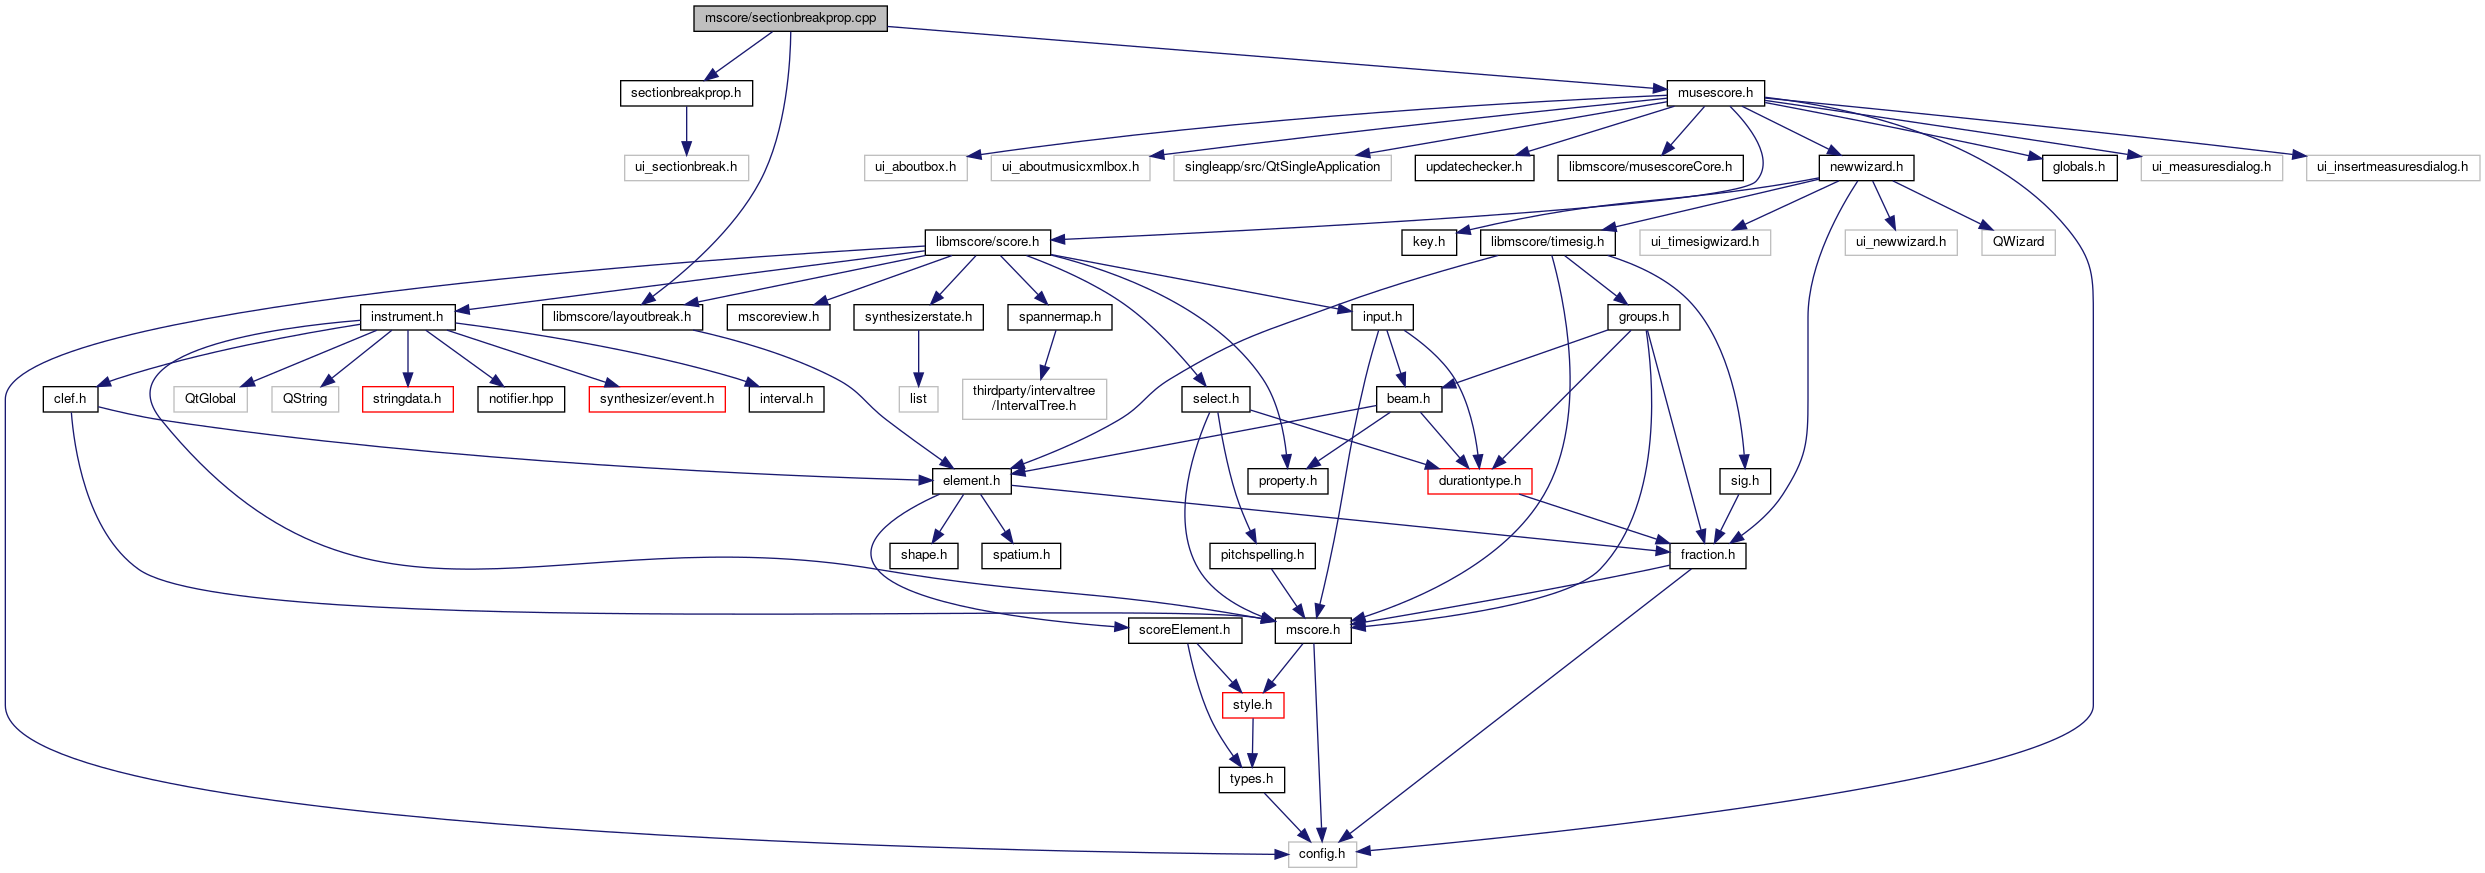 mscore/sectionbreakprop.cpp
sectionbreakprop.h
musescore.h
ui_sectionbreak.h
ui_aboutbox.h
ui_aboutmusicxmlbox.h
singleapp/src/QtSingleApplication
updatechecker.h
libmscore/musescoreCore.h
newwizard.h
globals.h
ui_measuresdialog.h
ui_insertmeasuresdialog.h
libmscore/score.h
key.h
libmscore/timesig.h
ui_timesigwizard.h
ui_newwizard.h
QWizard
instrument.h
libmscore/layoutbreak.h
mscoreview.h
synthesizerstate.h
spannermap.h
input.h
groups.h
clef.h
QtGlobal
QString
stringdata.h
notifier.hpp
synthesizer/event.h
interval.h
list
thirdparty/intervaltree
/IntervalTree.h
select.h
beam.h
element.h
property.h
durationtype.h
sig.h
shape.h
spatium.h
pitchspelling.h
fraction.h
scoreElement.h
mscore.h
style.h
types.h
config.h